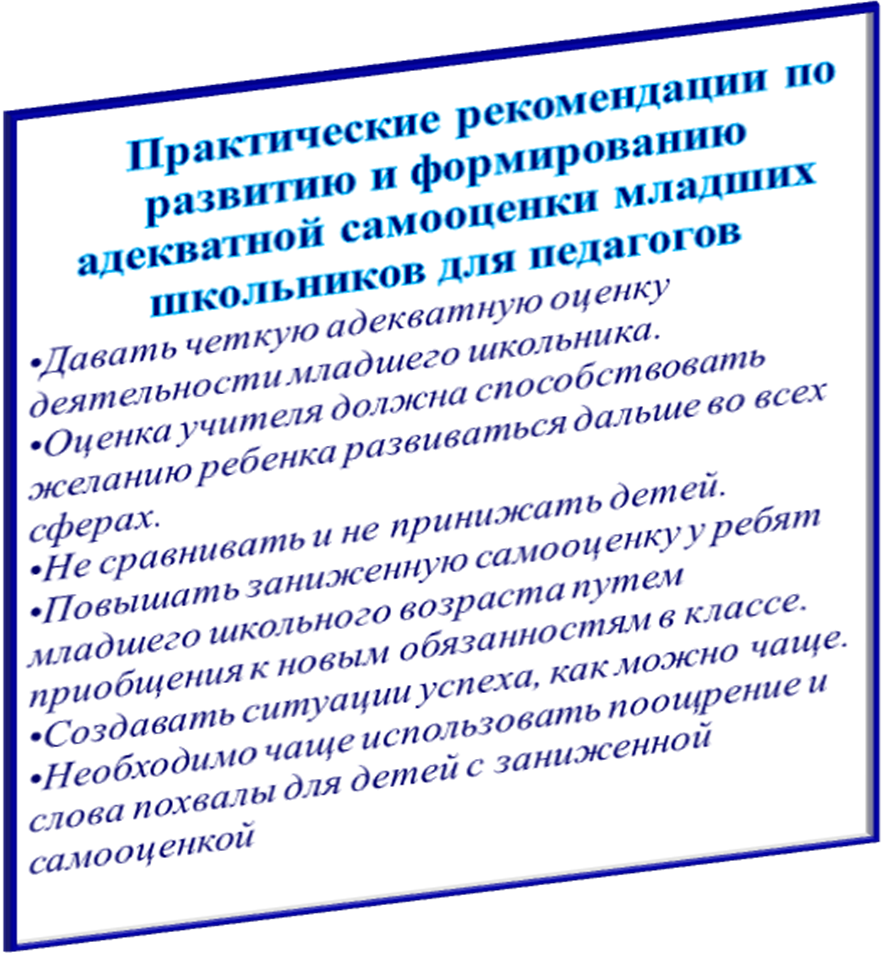 Практические рекомендации по
развитию и формированию
адекватной самооценки младших
школьников для педагогов
•Давать четкую адекватную оценку
деятельности младшего школьника.
•Оценка учителя должна способствовать
желанию ребенка развиваться дальше во всех
сферах.
•Не сравнивать и не принижать детей.
•Повышать заниженную самооценку у ребят
младшего школьного возраста путем
приобщения к новым обязанностям в классе.
•Создавать ситуации успеха, как можно чаще.
•Необходимо чаще использовать поощрение и
слова похвалы для детей с заниженной
самооценкой